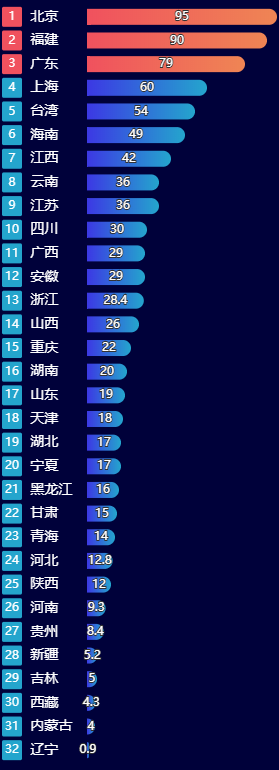 1 北京 95
2 福建 90
3 广东 79
4 上海 60
5 台湾 54
6 海南 49
7 江西 42
8 云南 36
9 江苏 36
10 四川 30
11 广西 29
12 安徽 29
13 浙江 28.4
14 山西 26
15 重庆 22
16 湖南 20
17 山东 19
18 天津 18
19 湖北 17
20 宁夏 17
21 黑龙江 16
22 甘肃 15
23 青海 14
24 河北 12.8
25 陕西 12
26 河南 9.3
27 贵州 8.4
28 新疆 5.2
29 吉林 5
30 西藏 4.3
31 内蒙古 4
32 辽宁 0.9